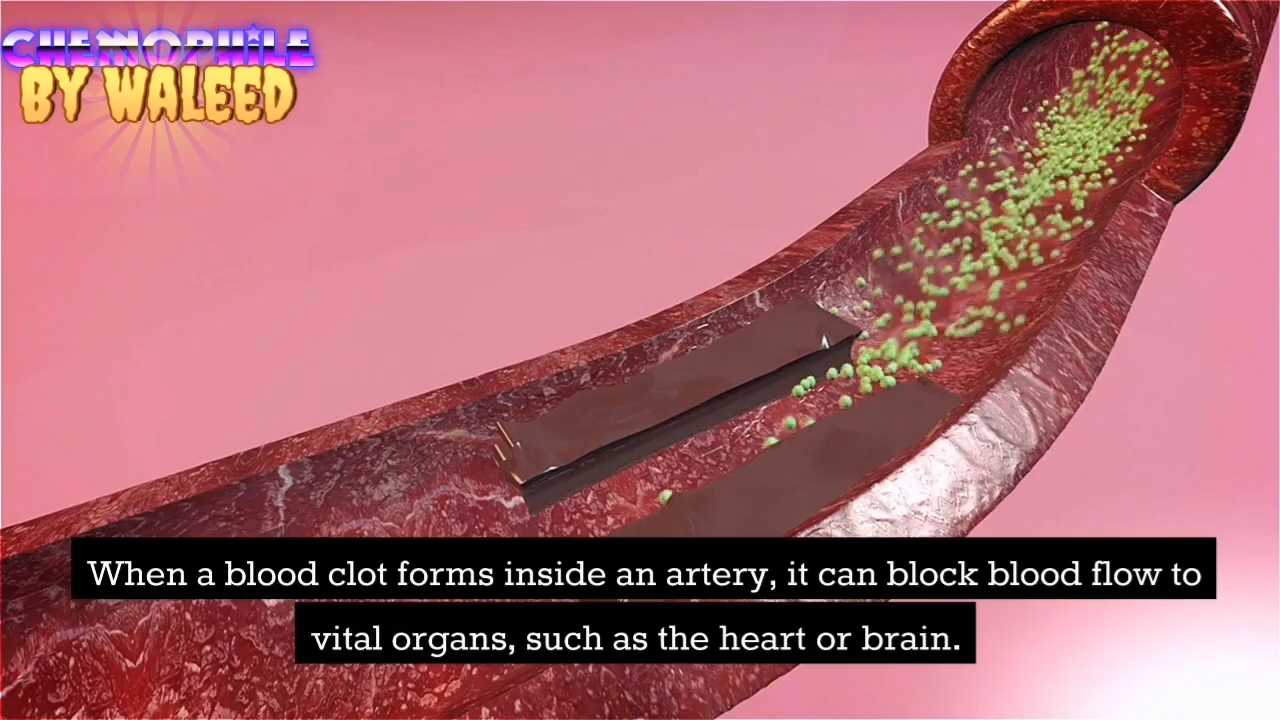 CHEMOPHILE
BY WALEED
When a blood clot forms inside an artery, it can block blood flow to
vital organs, such as the heart or brain.